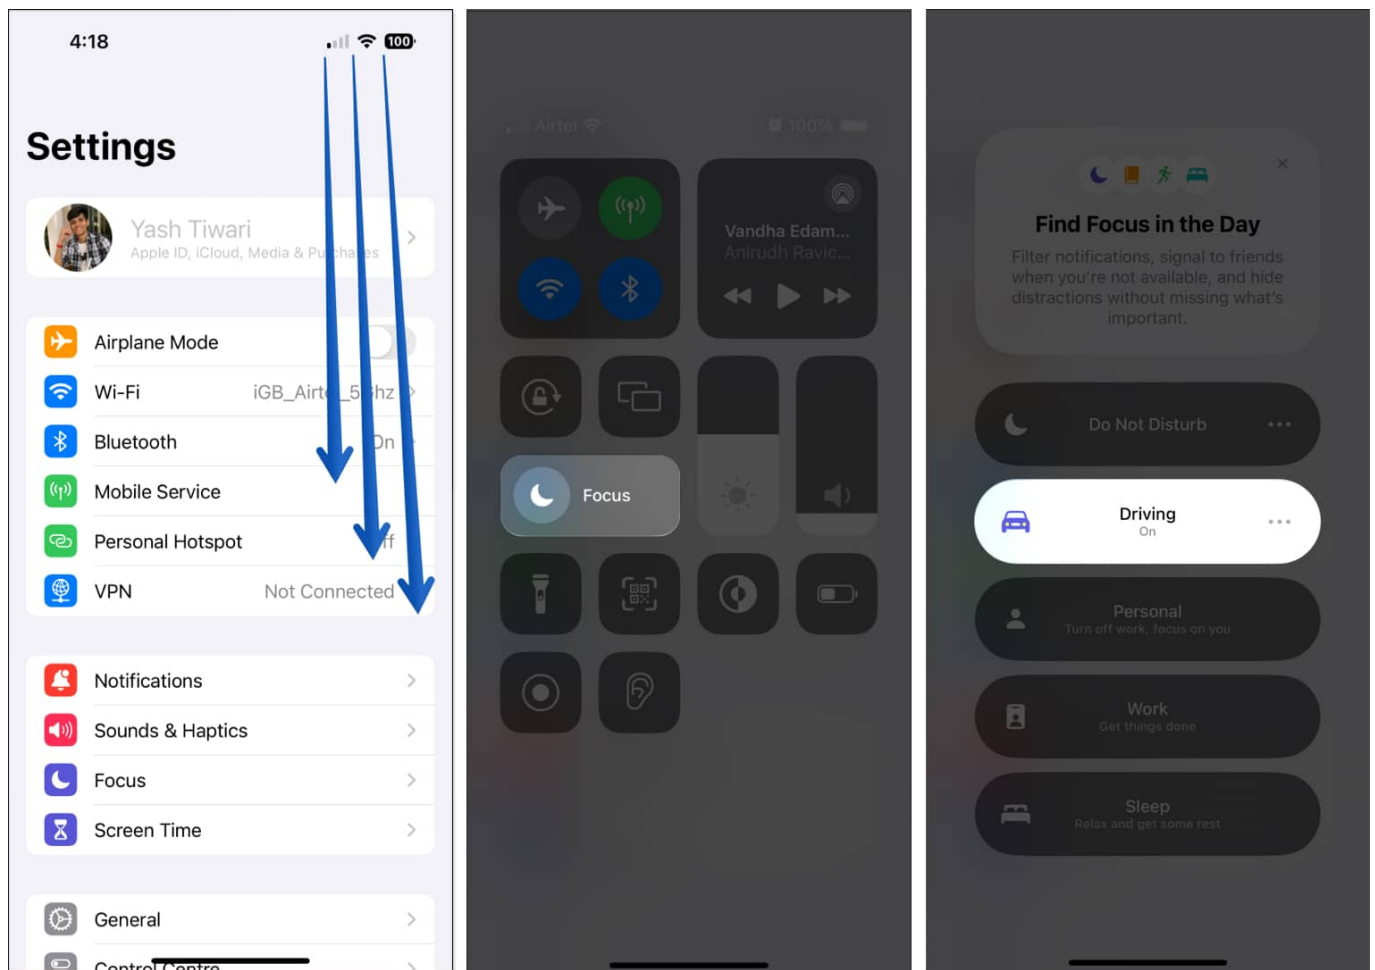 4:18
100
Settings
Yash Tiwari
Apple ID, iCloud, Media & Purchases
Airplane Mode
Wi-Fi iGB_Airtel_5Ghz
Bluetooth On
Mobile Service
Personal Hotspot Off
VPN Not Connected
Notifications
Sounds & Haptics
Focus
Screen Time
General
Control Centre
Airtel 100%
Vandha Edam...
Anirudh Ravic...
Focus
Find Focus in the Day
Filter notifications, signal to friends
when you're not available, and hide
distractions without missing what's
important.
Do Not Disturb
Driving
On
Personal
Turn off work, focus on you
Work
Get things done
Sleep
Relax and get some rest